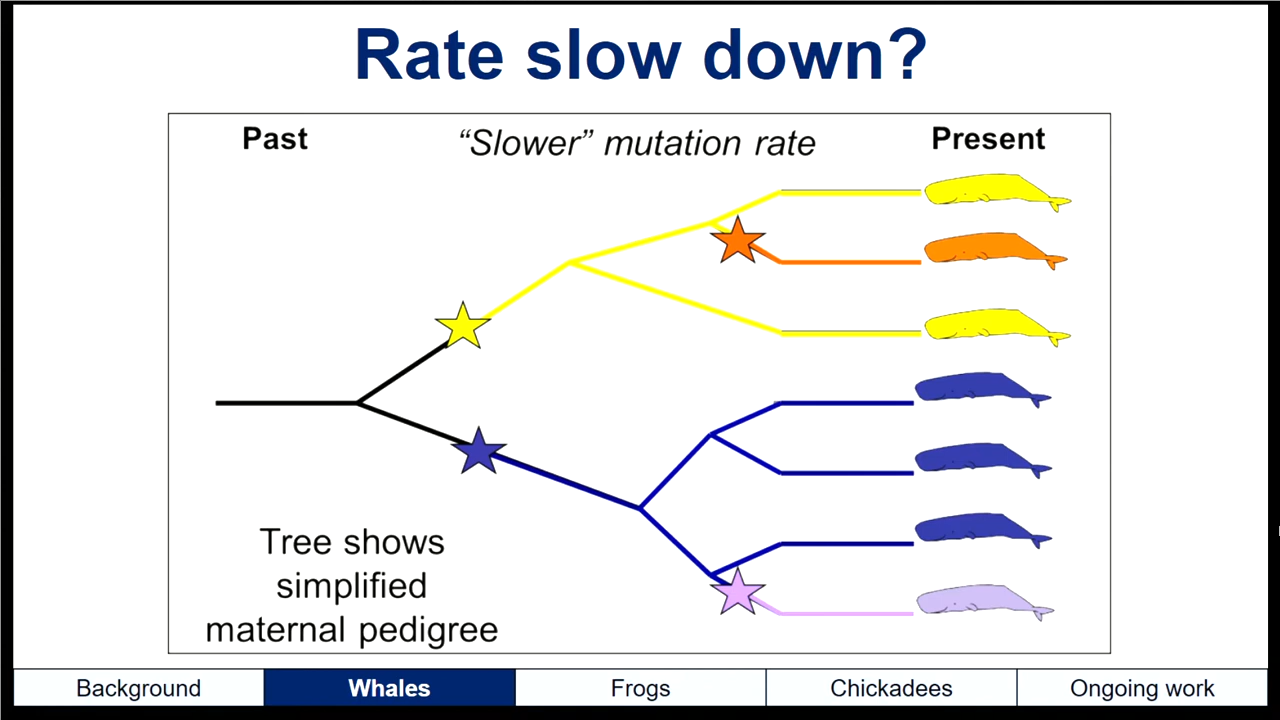 Rate slow down?
Past
“Slower” mutation rate
Present
Tree shows
simplified
maternal pedigree
Background
Whales
Frogs
Chickadees
Ongoing work